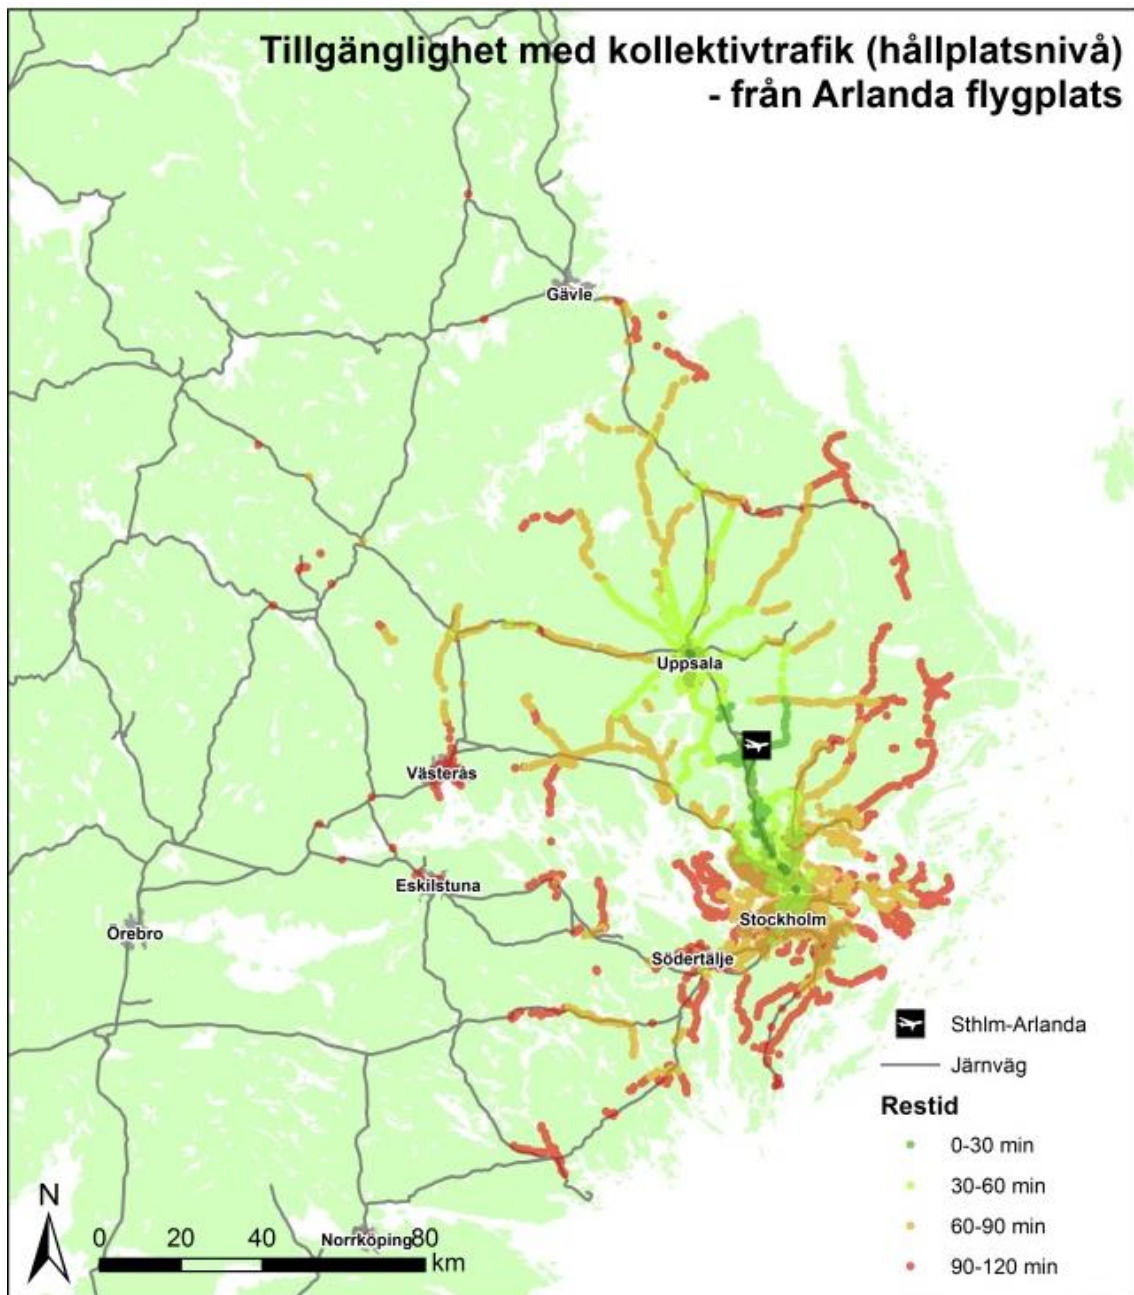 Tillgänglighet med kollektivtrafik (hållplatsnivå)
- från Arlanda flygplats
Gävle
Uppsala
Västerås
Eskilstuna
Örebro
Stockholm
Södertälje
Sthlm-Arlanda
Järnväg
Restid
0-30 min
30-60 min
60-90 min
90-120 min
N
0 20 40 80
km
Norrköping